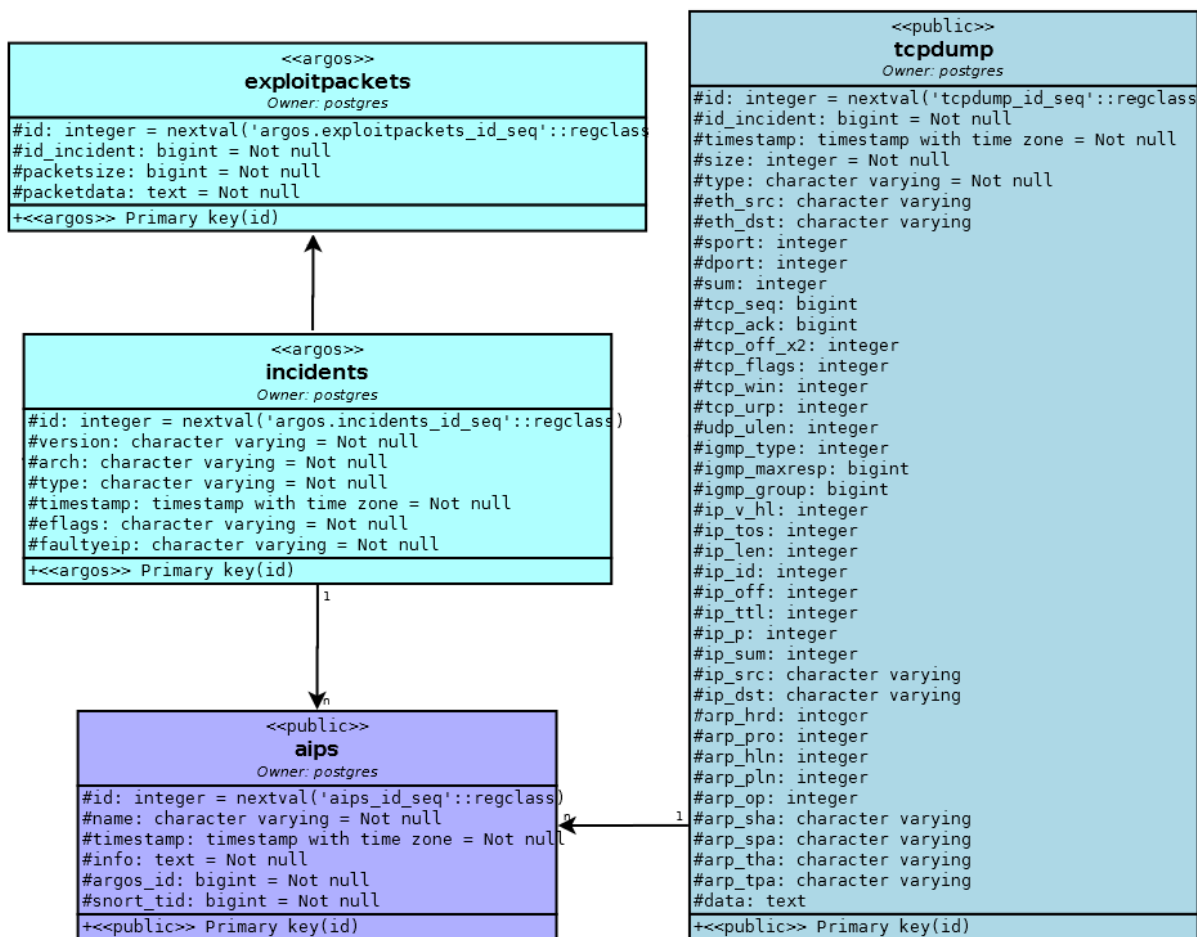 <<argos>>
exploitpackets
Owner: postgres
#id: integer = nextval('argos.exploitpackets_id_seq'::regclass
#id_incident: bigint = Not null
#packetsize: bigint = Not null
#packetdata: text = Not null
+<<argos>> Primary key(id)
<<argos>>
incidents
Owner: postgres
#id: integer = nextval('argos.incidents_id_seq'::regclass)
#version: character varying = Not null
#arch: character varying = Not null
#type: character varying = Not null
#timestamp: timestamp with time zone = Not null
#eflags: character varying = Not null
#faultyeip: character varying = Not null
+<<argos>> Primary key(id)
1
n
<<public>>
aips
Owner: postgres
#id: integer = nextval('aips_id_seq'::regclass)
#name: character varying = Not null
#timestamp: timestamp with time zone = Not null
#info: text = Not null
#argos_id: bigint = Not null
#snort_tid: bigint = Not null
+<<public>> Primary key(id)
n
1
<<public>>
tcpdump
Owner: postgres
#id: integer = nextval('tcpdump_id_seq'::regclass
#id_incident: bigint = Not null
#timestamp: timestamp with time zone = Not null
#size: integer = Not null
#type: character varying = Not null
#eth_src: character varying
#eth_dst: character varying
#sport: integer
#dport: integer
#sum: integer
#tcp_seq: bigint
#tcp_ack: bigint
#tcp_off_x2: integer
#tcp_flags: integer
#tcp_win: integer
#tcp_urp: integer
#udp_ulen: integer
#igmp_type: integer
#igmp_maxresp: bigint
#igmp_group: bigint
#ip_v_hl: integer
#ip_tos: integer
#ip_len: integer
#ip_id: integer
#ip_off: integer
#ip_ttl: integer
#ip_p: integer
#ip_sum: integer
#ip_src: character varying
#ip_dst: character varying
#arp_hrd: integer
#arp_pro: integer
#arp_hln: integer
#arp_pln: integer
#arp_op: integer
#arp_sha: character varying
#arp_spa: character varying
#arp_tha: character varying
#arp_tpa: character varying
#data: text
+<<public>> Primary key(id)